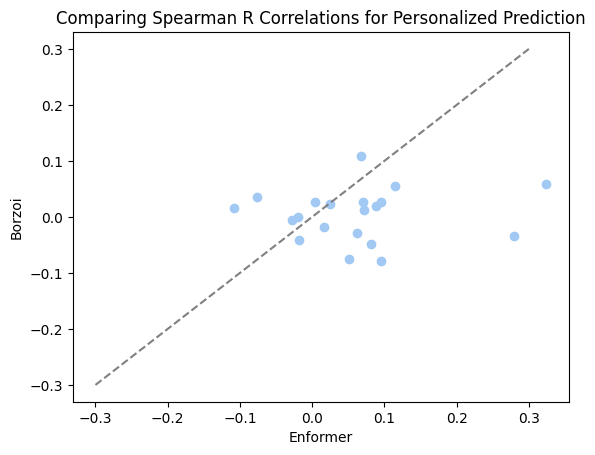 Comparing Spearman R Correlations for Personalized Prediction
0.3
0.2
0.1
0.0
−0.1
−0.2
−0.3
Borzoi
−0.3 −0.2 −0.1 0.0 0.1 0.2 0.3
Enformer